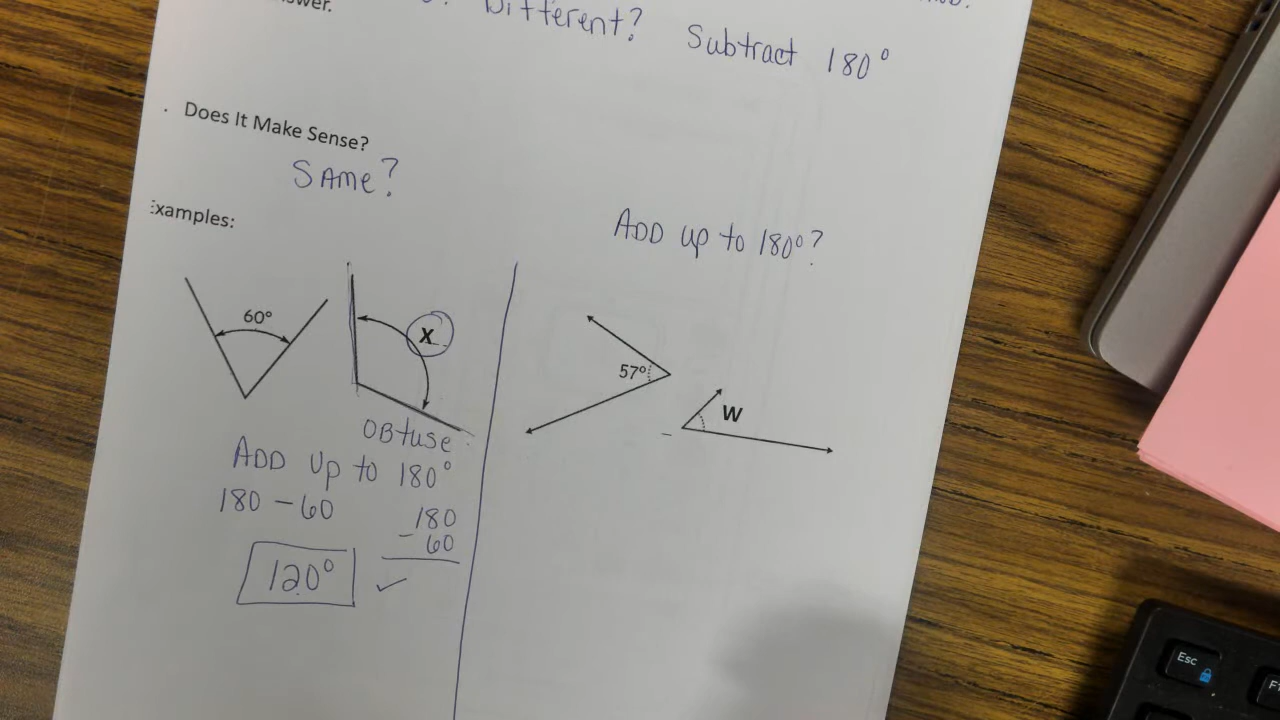 Different? Subtract 180°
Does It Make Sense?
SAme?
Examples:
ADD up to 180°?
60°
X
57°
W
OBtuse
ADD Up to 180°
180 - 60
180
- 60
120° ✓
Esc